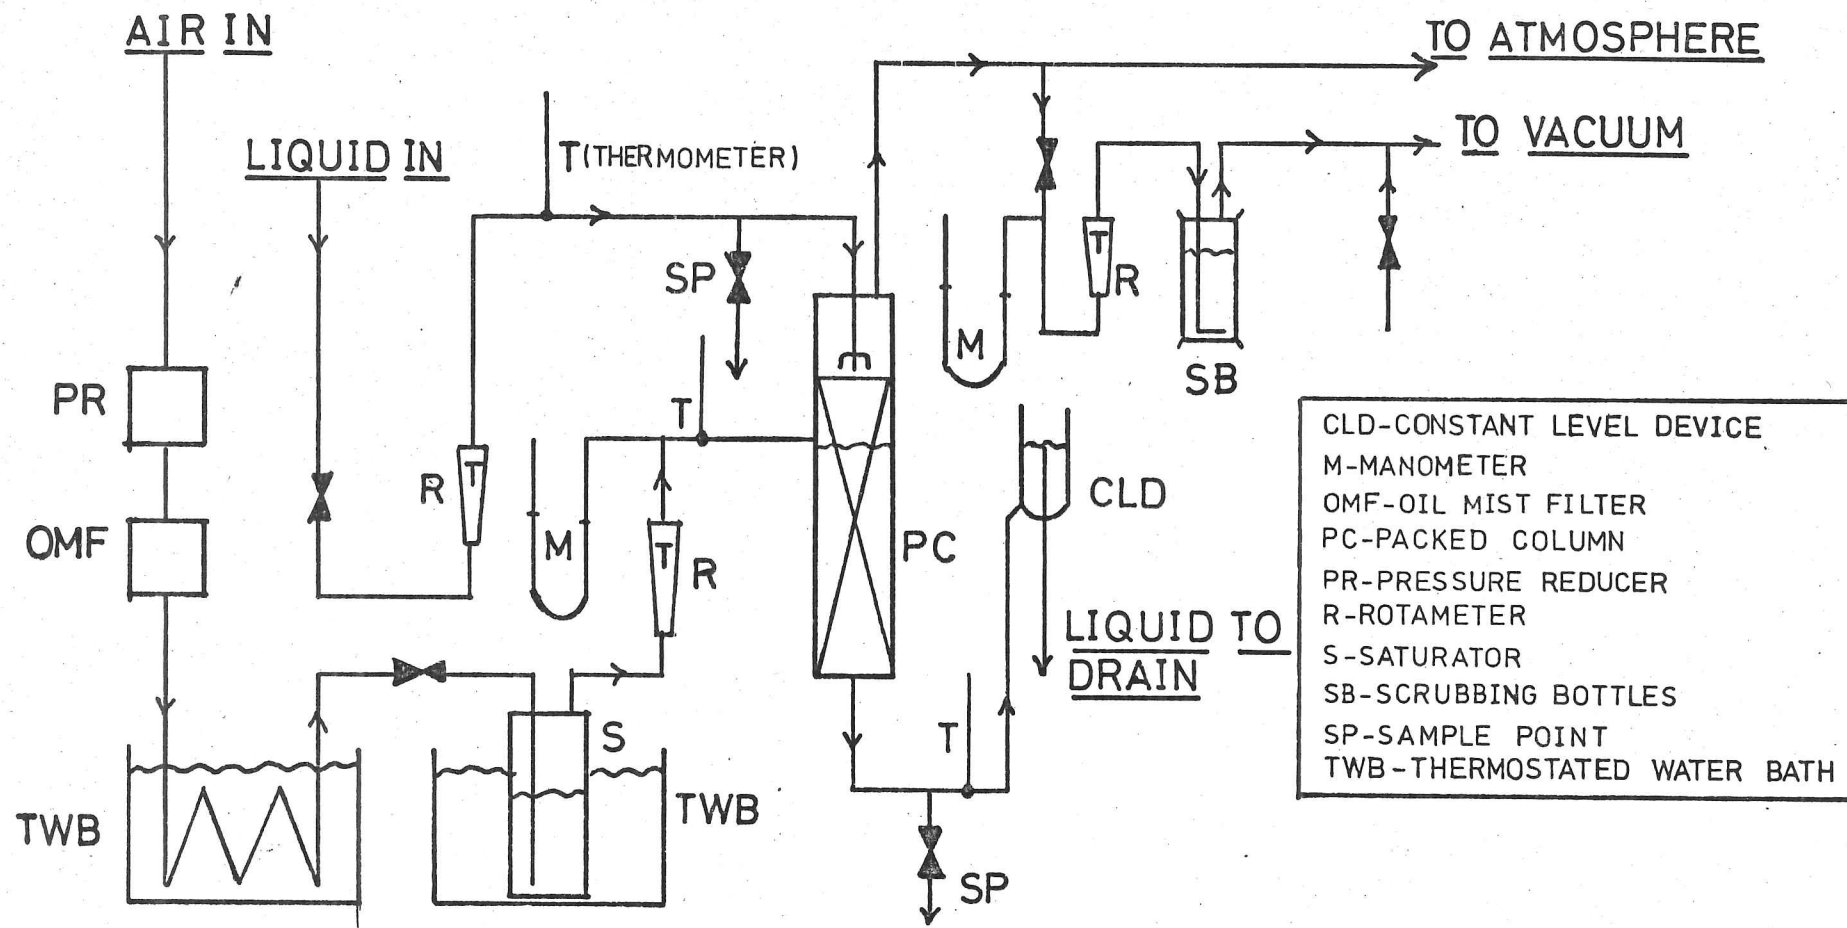 AIR IN
TO ATMOSPHERE
LIQUID IN
T (THERMOMETER)
TO VACUUM
SP
T
R
M
SB
PR
T
R
T
OMF
M
T
R
PC
CLD
LIQUID TO
DRAIN
S
T
TWB
TWB
SP
CLD-CONSTANT LEVEL DEVICE
M-MANOMETER
OMF-OIL MIST FILTER
PC-PACKED COLUMN
PR-PRESSURE REDUCER
R-ROTAMETER
S-SATURATOR
SB-SCRUBBING BOTTLES
SP-SAMPLE POINT
TWB-THERMOSTATED WATER BATH